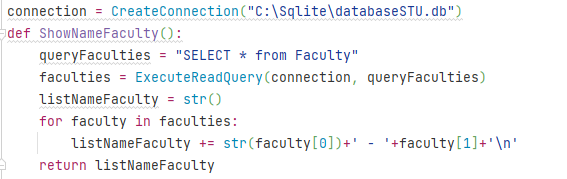 connection = CreateConnection("C:\Sqlite\databaseSTU.db")
def ShowNameFaculty():
    queryFaculties = "SELECT * from Faculty"
    faculties = ExecuteReadQuery(connection, queryFaculties)
    listNameFaculty = str()
    for faculty in faculties:
        listNameFaculty += str(faculty[0])+' - '+faculty[1]+'\n'
    return listNameFaculty